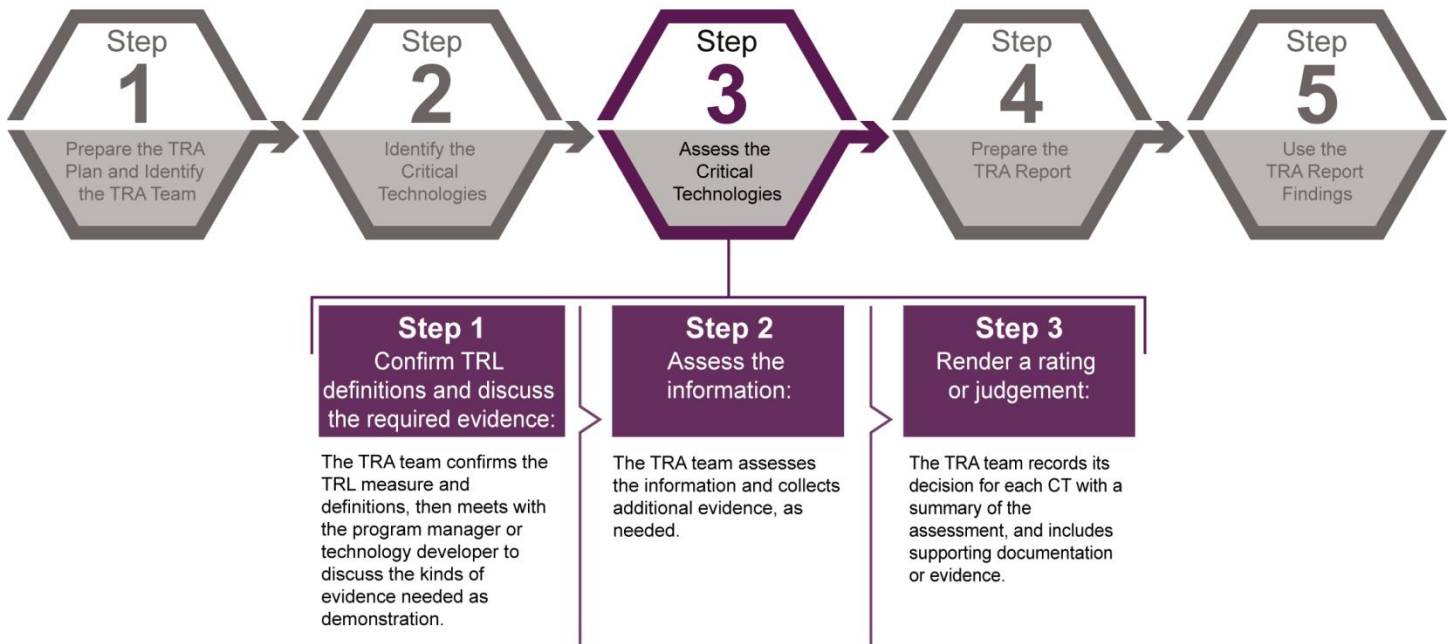 Step
1
Prepare the TRA
Plan and Identify
the TRA Team
Step
2
Identify the
Critical
Technologies
Step
3
Assess the
Critical
Technologies
Step
4
Prepare the
TRA Report
Step
5
Use the
TRA Report
Findings
Step 1
Confirm TRL
definitions and discuss
the required evidence:
The TRA team confirms the
TRL measure and
definitions, then meets with
the program manager or
technology developer to
discuss the kinds of
evidence needed as
demonstration.
Step 2
Assess the
information:
The TRA team assesses
the information and collects
additional evidence, as
needed.
Step 3
Render a rating
or judgement:
The TRA team records its
decision for each CT with a
summary of the
assessment, and includes
supporting documentation
or evidence.